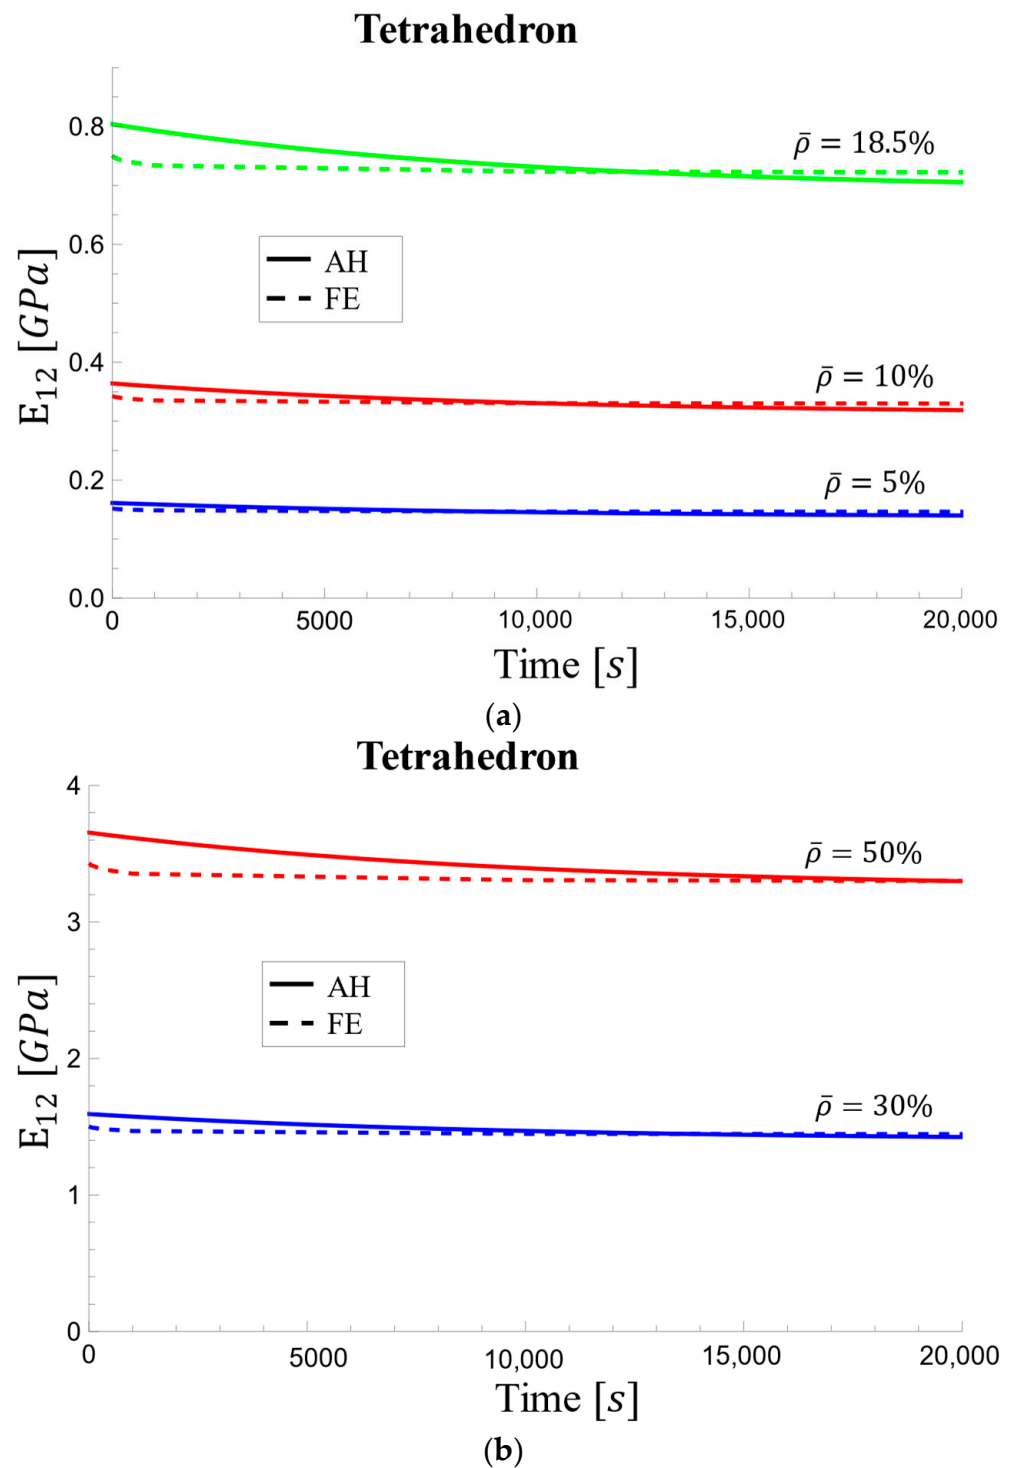 Tetrahedron
0.8
0.6
0.4
0.2
0.0
E₁₂ [GPa]
ρ̄ = 18.5%
AH
FE
ρ̄ = 10%
ρ̄ = 5%
0 5000 10,000 15,000 20,000
Time [s]
(a)
Tetrahedron
4
3
2
1
0
E₁₂ [GPa]
ρ̄ = 50%
AH
FE
ρ̄ = 30%
0 5000 10,000 15,000 20,000
Time [s]
(b)